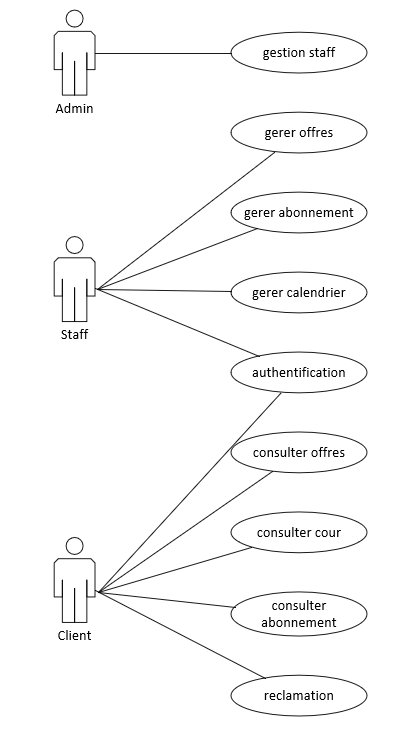 gestion staff
Admin
gerer offres
gerer abonnement
gerer calendrier
Staff
authentification
consulter offres
consulter cour
consulter
abonnement
Client
reclamation